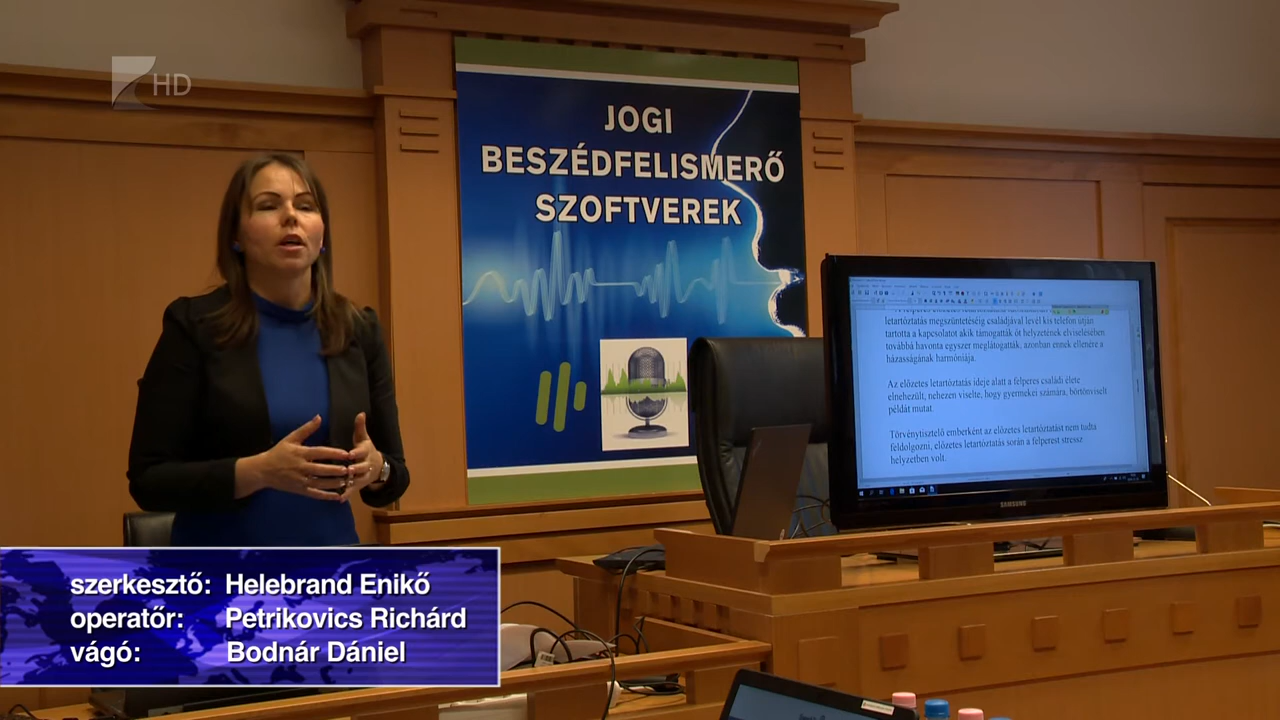 HD
JOGI
BESZÉDFELISMERŐ
SZOFTVEREK
letartóztatás megszüntetéséig családjával levél kis telefon útján
tartotta a kapcsolatot akik támogatták őt helyzetének elviselésében
továbbá havonta egyszer meglátogatták, azonban ennek ellenére a
házasságának harmóniája.
Az előzetes letartóztatás ideje alatt a felperes családi élete
elnehezült, nehezen viselte, hogy gyermekei számára, börtönviselt
példát mutat.
Törvénytisztelő emberként az előzetes letartóztatást nem tudta
feldolgozni, előzetes letartóztatás során a felperest stressz
helyzetben volt.
SAMSUNG
szerkesztő: Helebrand Enikő
operatőr: Petrikovics Richárd
vágó: Bodnár Dániel